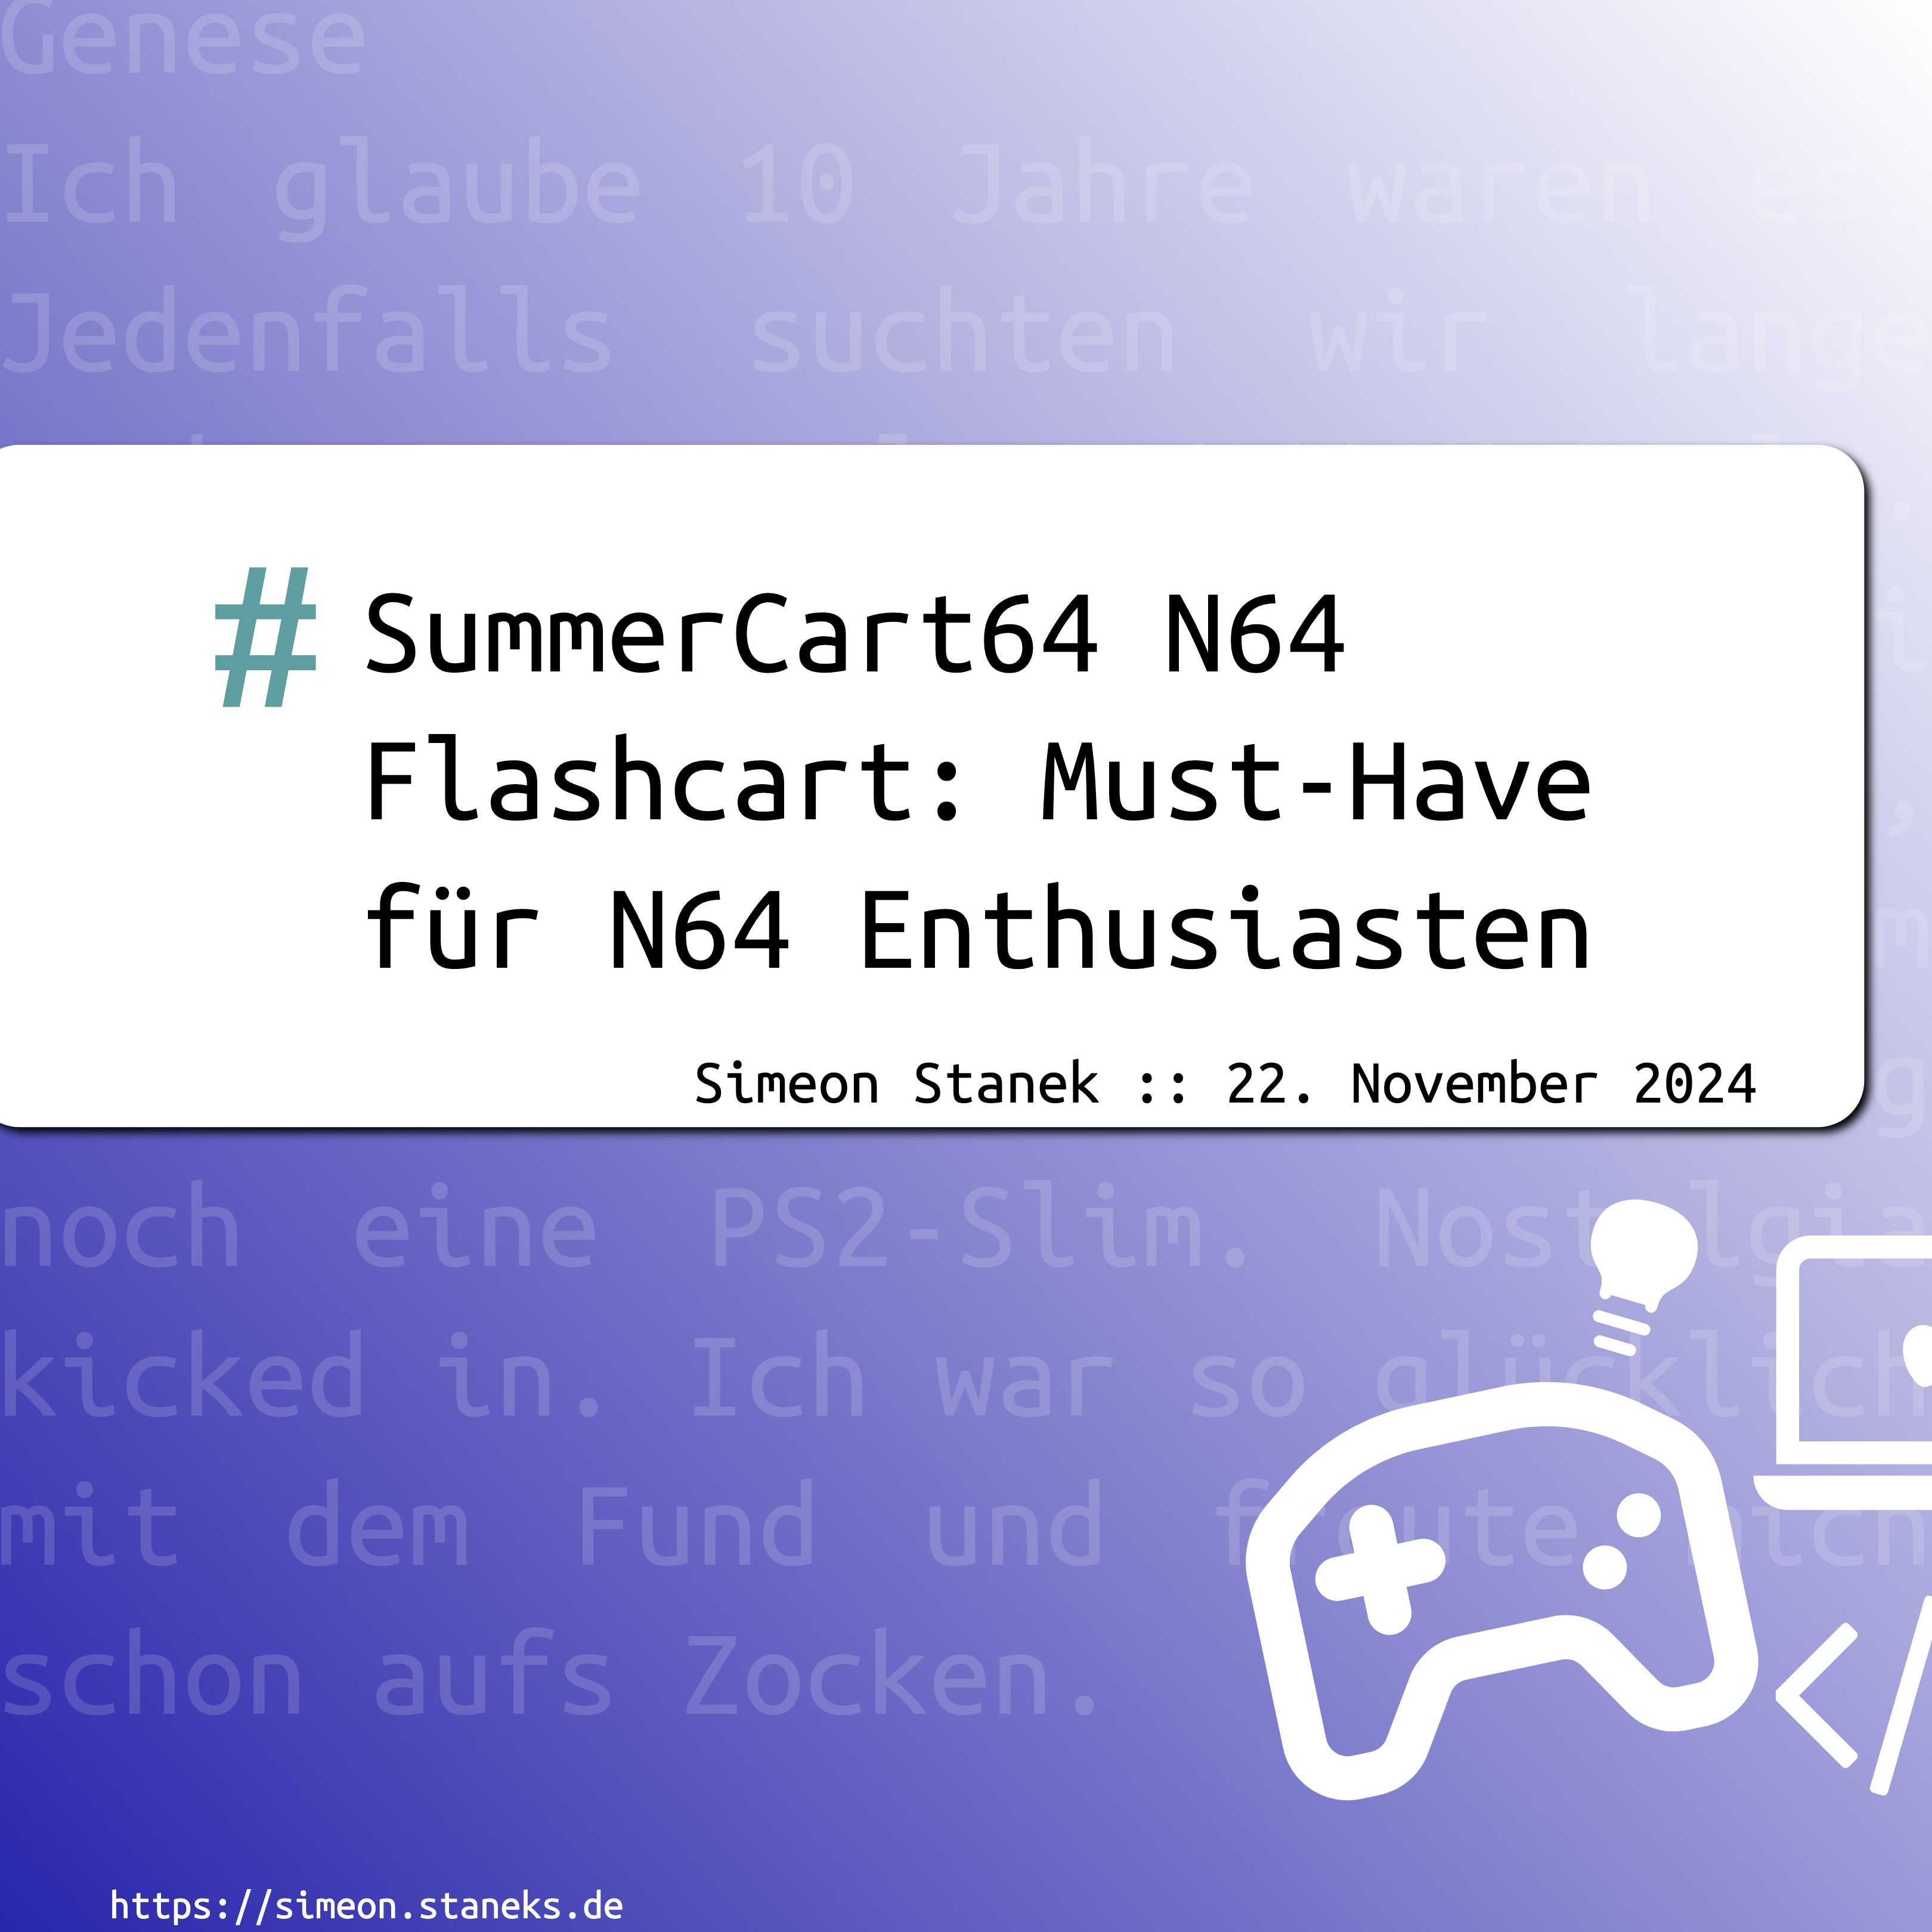 Genese
Ich glaube 10 Jahre waren es.
Jedenfalls suchten wir lange
# SummerCart64 N64
Flashcart: Must-Have
für N64 Enthusiasten
Simeon Stanek :: 22. November 2024
noch eine PS2-Slim. Nostalgia
kicked in. Ich war so glücklich
mit dem Fund und freute mich
schon aufs Zocken.
</
https://simeon.staneks.de